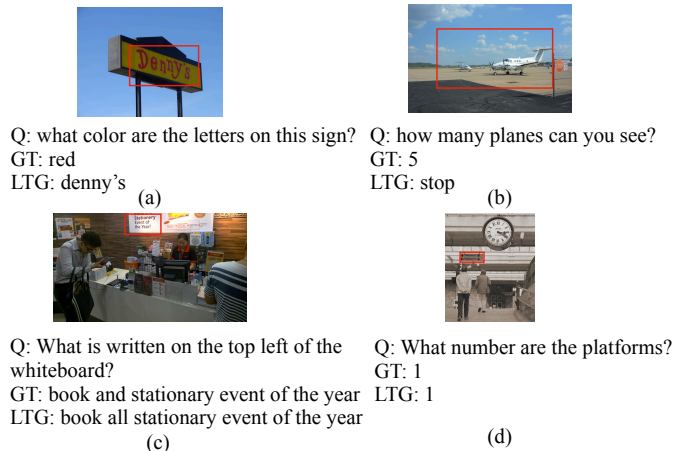 Denny's
Q: what color are the letters on this sign?
GT: red
LTG: denny's
(a)
Q: how many planes can you see?
GT: 5
LTG: stop
(b)
Stationery
Event of
the Year!
Q: What is written on the top left of the
whiteboard?
GT: book and stationary event of the year
LTG: book all stationary event of the year
(c)
Q: What number are the platforms?
GT: 1
LTG: 1
(d)